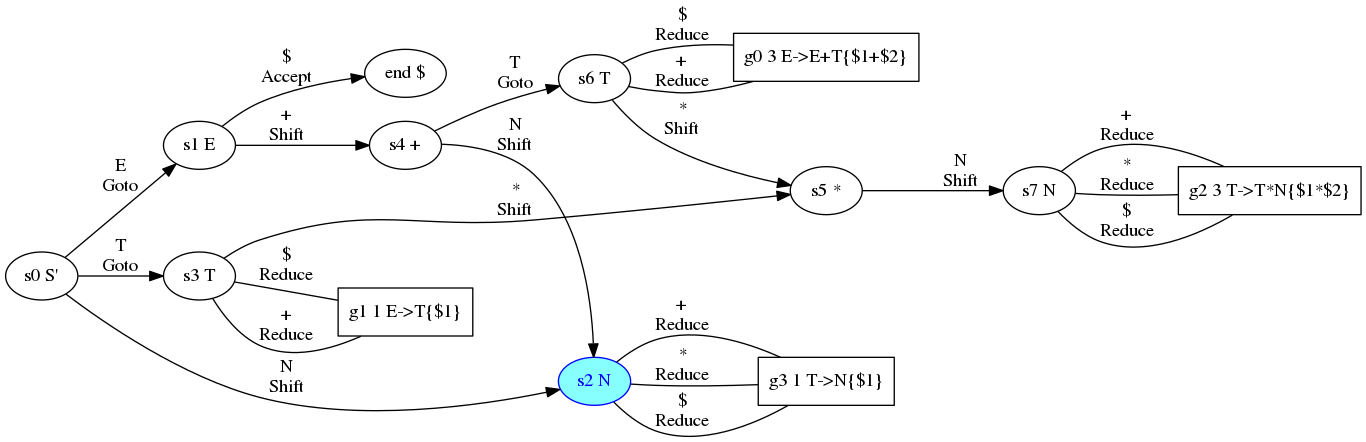 $
Reduce
g0 3 E->E+T{$1+$2}
+
Reduce
$
Accept
end $
T
Goto
s6 T
*
Shift
+
Shift
s1 E
s4 +
N
Shift
E
Goto
*
Shift
s5 *
N
Shift
s7 N
+
Reduce
*
Reduce
g2 3 T->T*N{$1*$2}
$
Reduce
s0 S'
T
Goto
s3 T
$
Reduce
g1 1 E->T{$1}
+
Reduce
N
Shift
s2 N
+
Reduce
*
Reduce
g3 1 T->N{$1}
$
Reduce